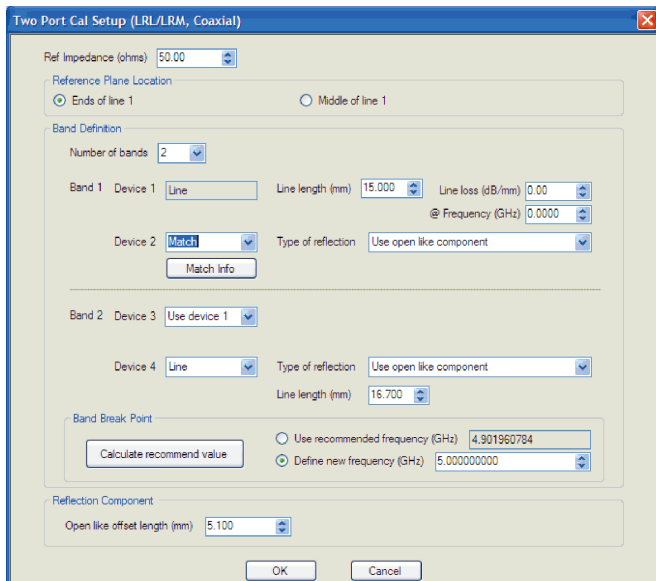 Two Port Cal Setup (LRL/LRM, Coaxial)
Ref Impedance (ohms) 50.00
Reference Plane Location
Ends of line 1 Middle of line 1
Band Definition
Number of bands 2
Band 1 Device 1 Line Line length (mm) 15.000 Line loss (dB/mm) 0.00
@ Frequency (GHz) 0.0000
Device 2 Match Type of reflection Use open like component
Match Info
Band 2 Device 3 Use device 1
Device 4 Line Type of reflection Use open like component
Line length (mm) 16.700
Band Break Point
Calculate recommend value
Use recommended frequency (GHz) 4.901960784
Define new frequency (GHz) 5.000000000
Reflection Component
Open like offset length (mm) 5.100
OK Cancel